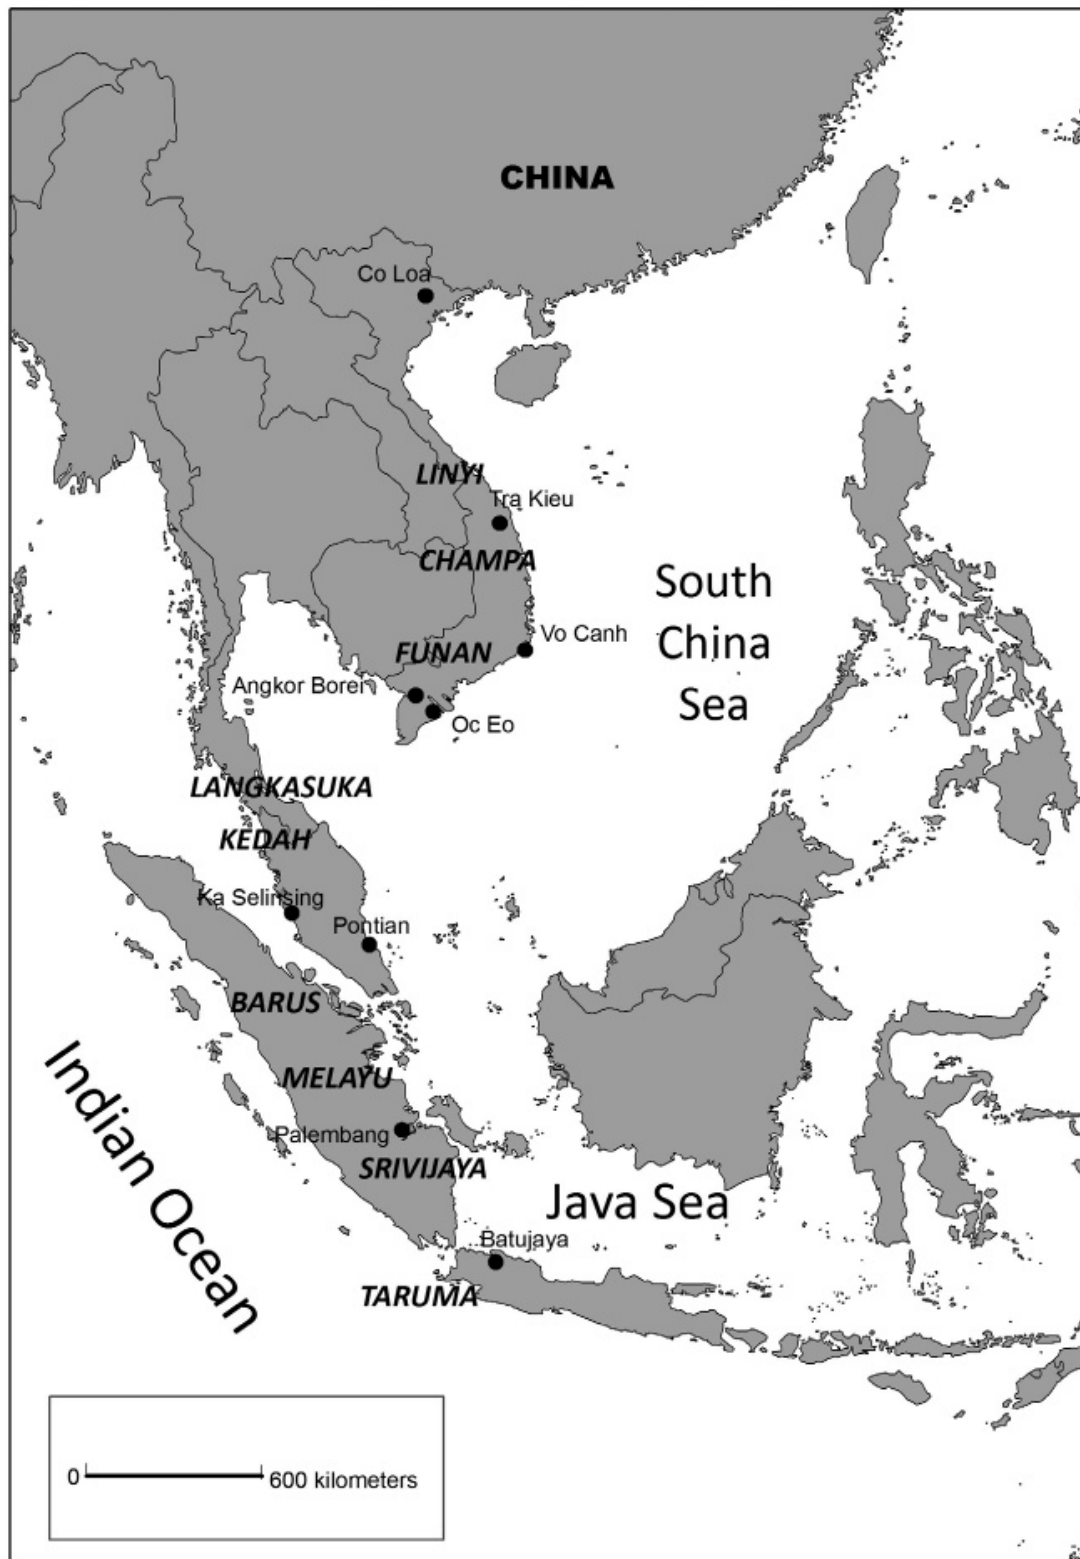 CHINA
Co Loa
LINYI
Tra Kieu
CHAMPA
South
China
Sea
Vo Canh
FUNAN
Angkor Borei
Oc Eo
LANGKASUKA
KEDAH
Ka Selinsing
Pontian
BARUS
Indian Ocean
MELAYU
Palembang
SRIVIJAYA
Java Sea
Batujaya
TARUMA
0 600 kilometers